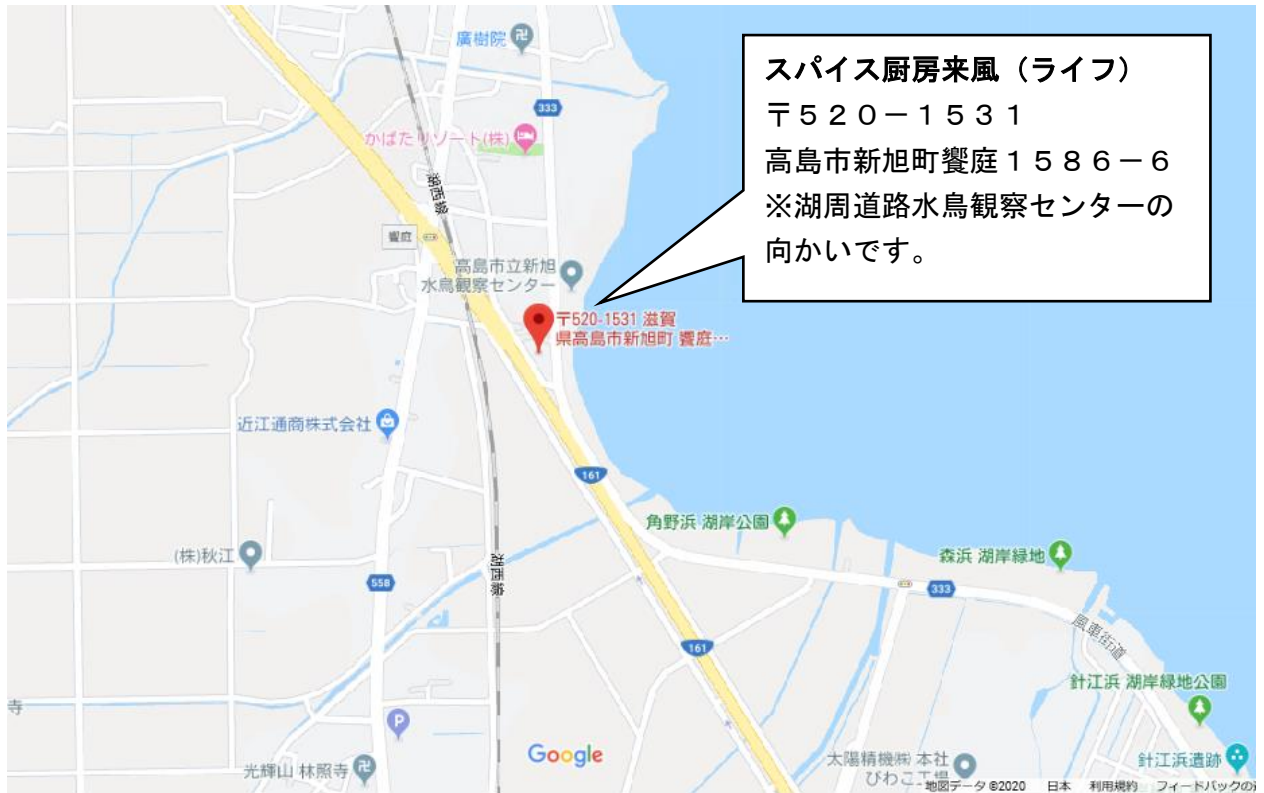 廣樹院
333
かばたリゾート(株)
湖西線
饗庭
高島市立新旭
水鳥観察センター
スパイス厨房来風（ライフ）
〒５２０－１５３１
高島市新旭町饗庭１５８６－６
※湖周道路水鳥観察センターの
向かいです。
〒520-1531 滋賀
県高島市新旭町 饗庭…
近江通商株式会社
161
角野浜 湖岸公園
(株)秋江
湖西線
森浜 湖岸緑地
558
333
風車街道
161
針江浜 湖岸緑地公園
寺
P
Google
光輝山 林照寺
太陽精機㈱ 本社
びわこ工場
針江浜遺跡
地図データ ©2020 日本 利用規約 フィードバックの